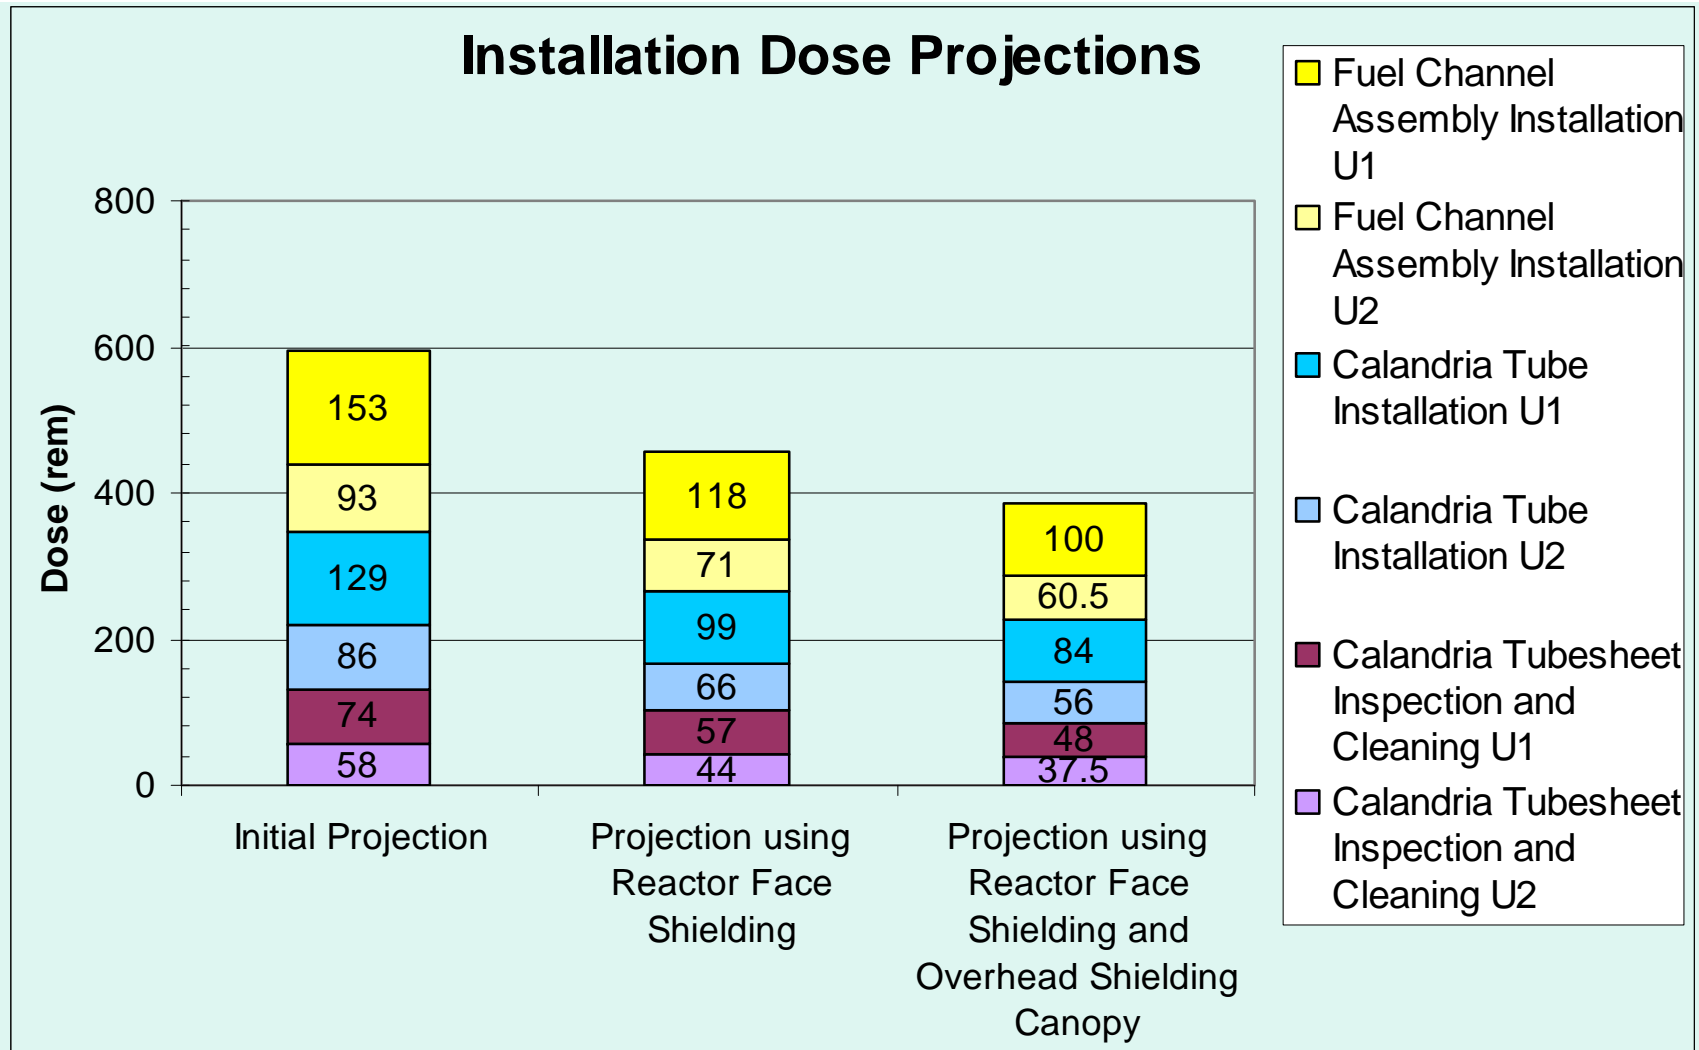 Installation Dose Projections
Fuel Channel
Assembly Installation
U1
Fuel Channel
Assembly Installation
U2
Calandria Tube
Installation U1
Calandria Tube
Installation U2
Calandria Tubesheet
Inspection and
Cleaning U1
Calandria Tubesheet
Inspection and
Cleaning U2
Dose (rem)
800
600
400
200
0
153
93
129
86
74
58
118
71
99
66
57
44
100
60.5
84
56
48
37.5
Initial Projection
Projection using
Reactor Face
Shielding
Projection using
Reactor Face
Shielding and
Overhead Shielding
Canopy